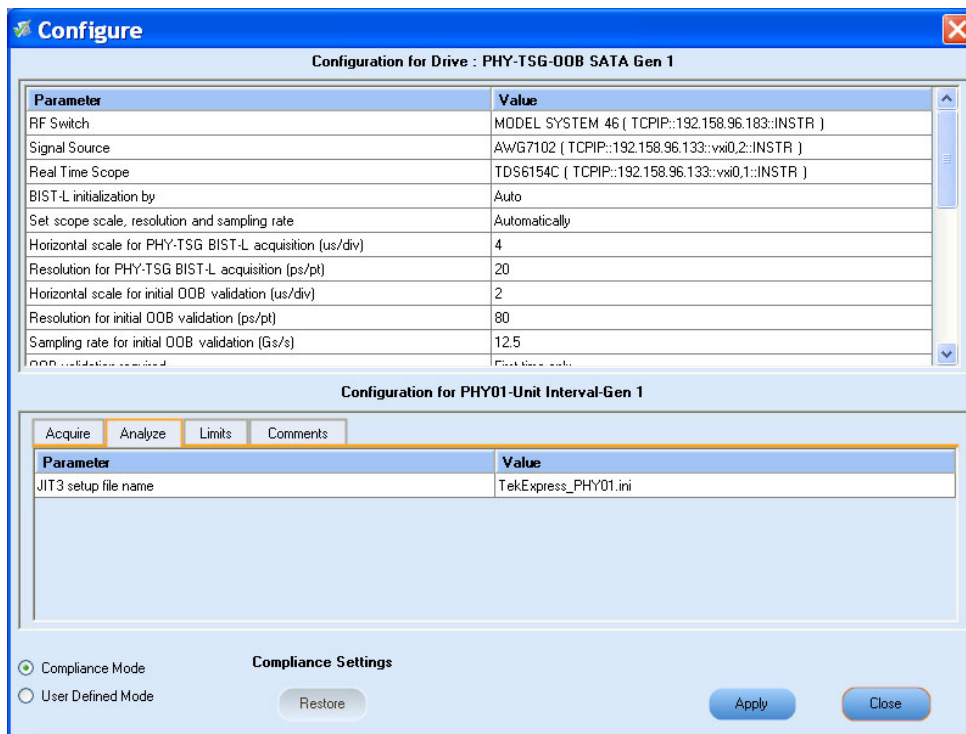 Configure
Configuration for Drive : PHY-TSG-OOB SATA Gen 1
Parameter Value
RF Switch MODEL SYSTEM 46 ( TCPIP::192.158.96.183::INSTR )
Signal Source AWG7102 ( TCPIP::192.158.96.133::vxi0,2::INSTR )
Real Time Scope TDS6154C ( TCPIP::192.158.96.133::vxi0,1::INSTR )
BIST-L initialization by Auto
Set scope scale, resolution and sampling rate Automatically
Horizontal scale for PHY-TSG BIST-L acquisition (us/div) 4
Resolution for PHY-TSG BIST-L acquisition (ps/pt) 20
Horizontal scale for initial OOB validation (us/div) 2
Resolution for initial OOB validation (ps/pt) 80
Sampling rate for initial OOB validation (Gs/s) 12.5
OOB validation required First time only
Configuration for PHY01-Unit Interval-Gen 1
Acquire Analyze Limits Comments
Parameter Value
JIT3 setup file name TekExpress_PHY01.ini
Compliance Mode Compliance Settings
User Defined Mode Restore Apply Close